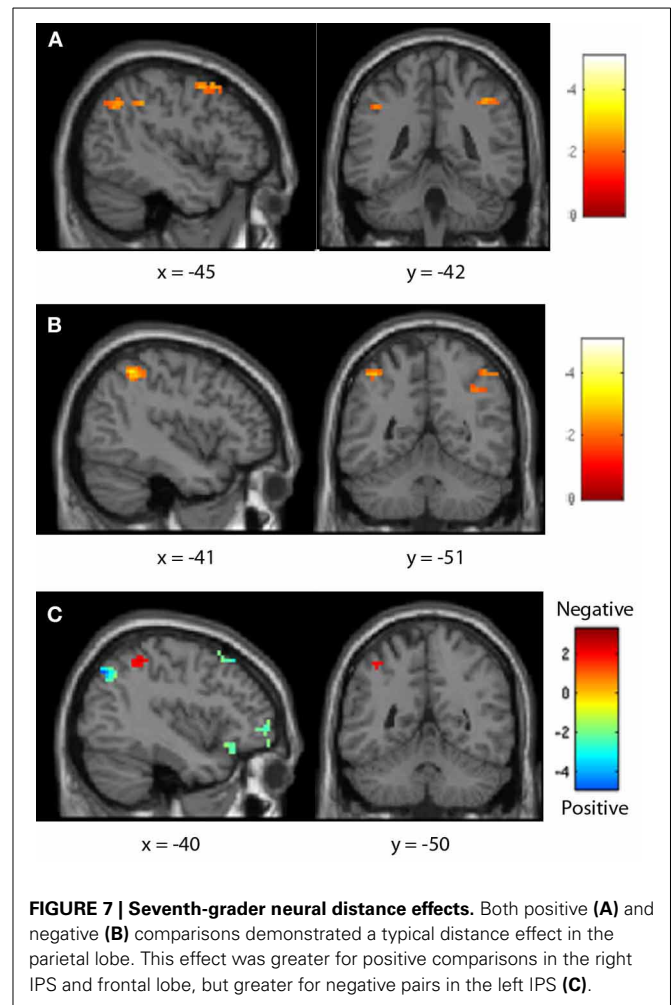 A
-4
-2
0
x = -45
y = -42
B
-4
-2
0
x = -41
y = -51
C
Negative
2
0
-2
-4
Positive
x = -40
y = -50
FIGURE 7 | Seventh-grader neural distance effects. Both positive (A) and
negative (B) comparisons demonstrated a typical distance effect in the
parietal lobe. This effect was greater for positive comparisons in the right
IPS and frontal lobe, but greater for negative pairs in the left IPS (C).